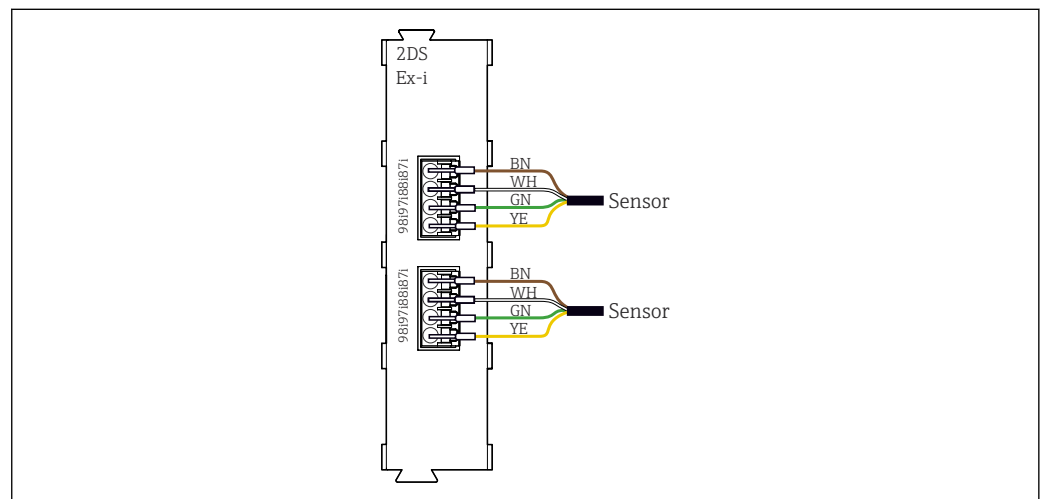 2DS
Ex-i
98i97i88i87i
BN
WH
GN
YE
Sensor
98i97i88i87i
BN
WH
GN
YE
Sensor